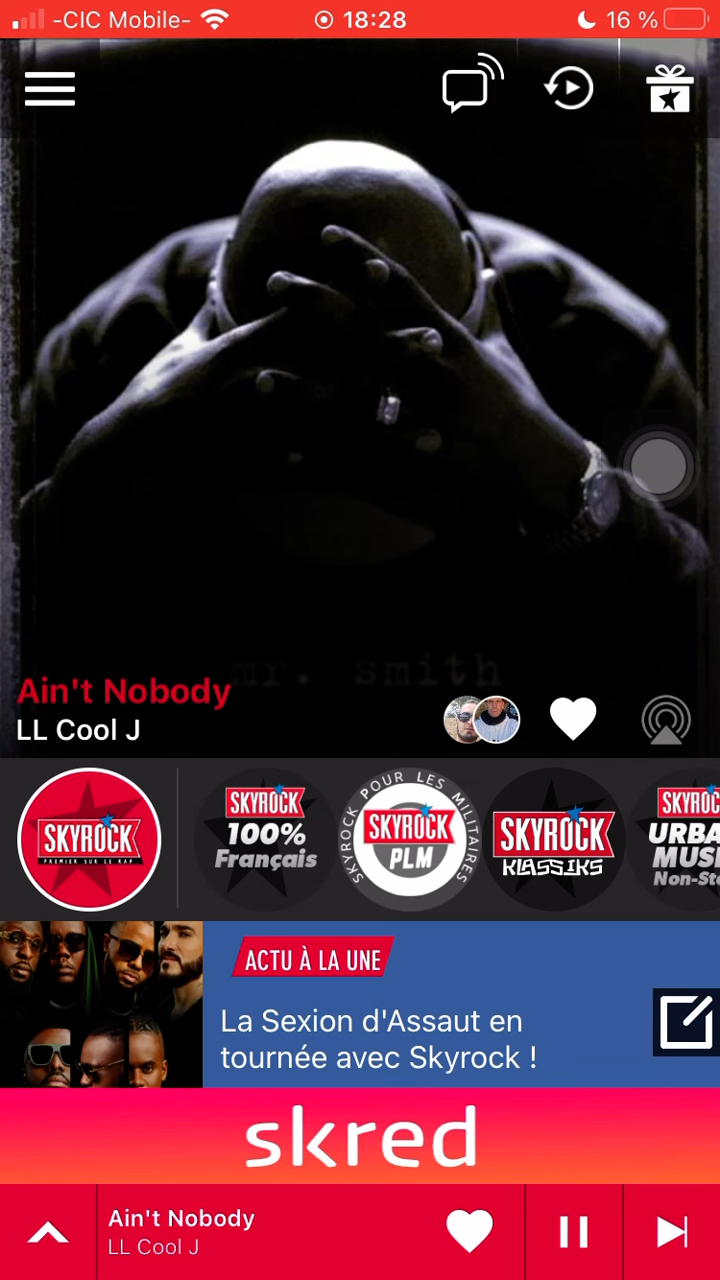 -CIC Mobile- 18:28 16 %
mr. smith
Ain't Nobody
LL Cool J
SKYROCK
PREMIER SUR LE RAP
SKYROCK
100%
Français
SKYROCK POUR LES MILITAIRES
SKYROCK
PLM
SKYROCK
KLASSIKS
SKYROC
URBA
MUSI
Non-Sto
ACTU À LA UNE
La Sexion d'Assaut en
tournée avec Skyrock !
skred
Ain't Nobody
LL Cool J